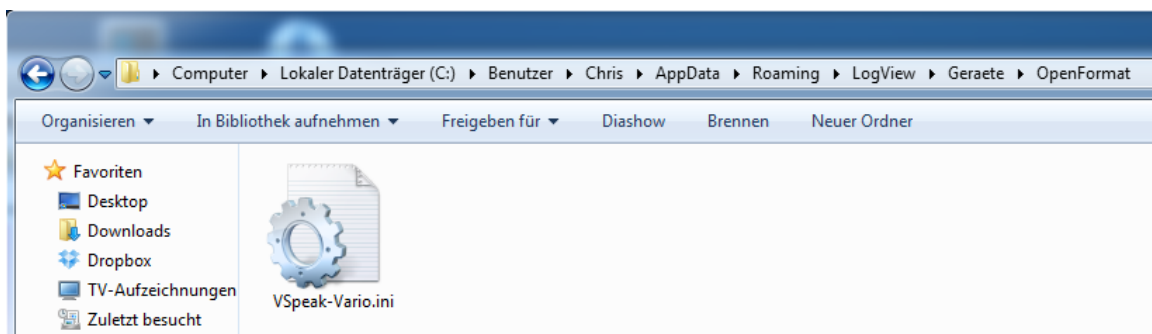 Computer ▸ Lokaler Datenträger (C:) ▸ Benutzer ▸ Chris ▸ AppData ▸ Roaming ▸ LogView ▸ Geraete ▸ OpenFormat
Organisieren In Bibliothek aufnehmen Freigeben für Diashow Brennen Neuer Ordner
Favoriten
Desktop
Downloads
Dropbox
TV-Aufzeichnungen
Zuletzt besucht
VSpeak-Vario.ini